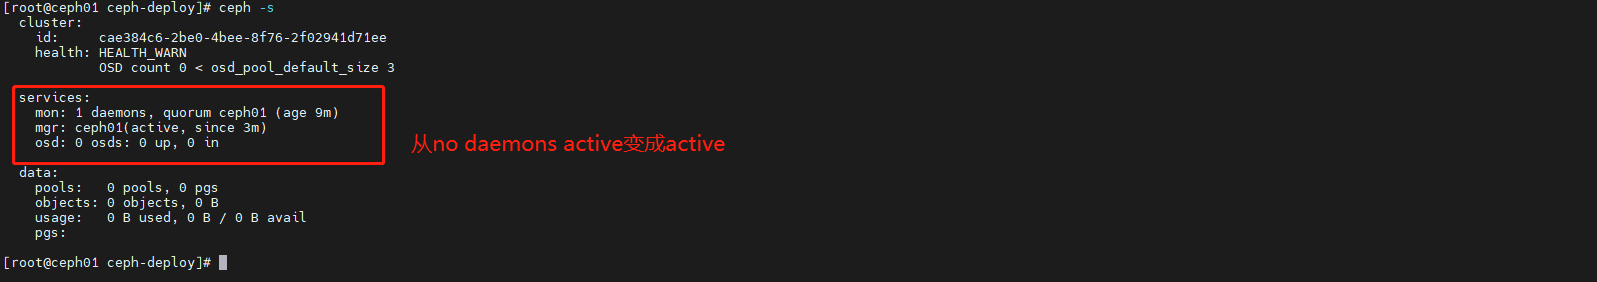 [root@ceph01 ceph-deploy]# ceph -s
cluster:
id: cae384c6-2be0-4bee-8f76-2f02941d71ee
health: HEALTH_WARN
OSD count 0 < osd_pool_default_size 3
services:
mon: 1 daemons, quorum ceph01 (age 9m)
mgr: ceph01(active, since 3m)
osd: 0 osds: 0 up, 0 in
从no daemons active变成active
data:
pools: 0 pools, 0 pgs
objects: 0 objects, 0 B
usage: 0 B used, 0 B / 0 B avail
pgs:
[root@ceph01 ceph-deploy]#